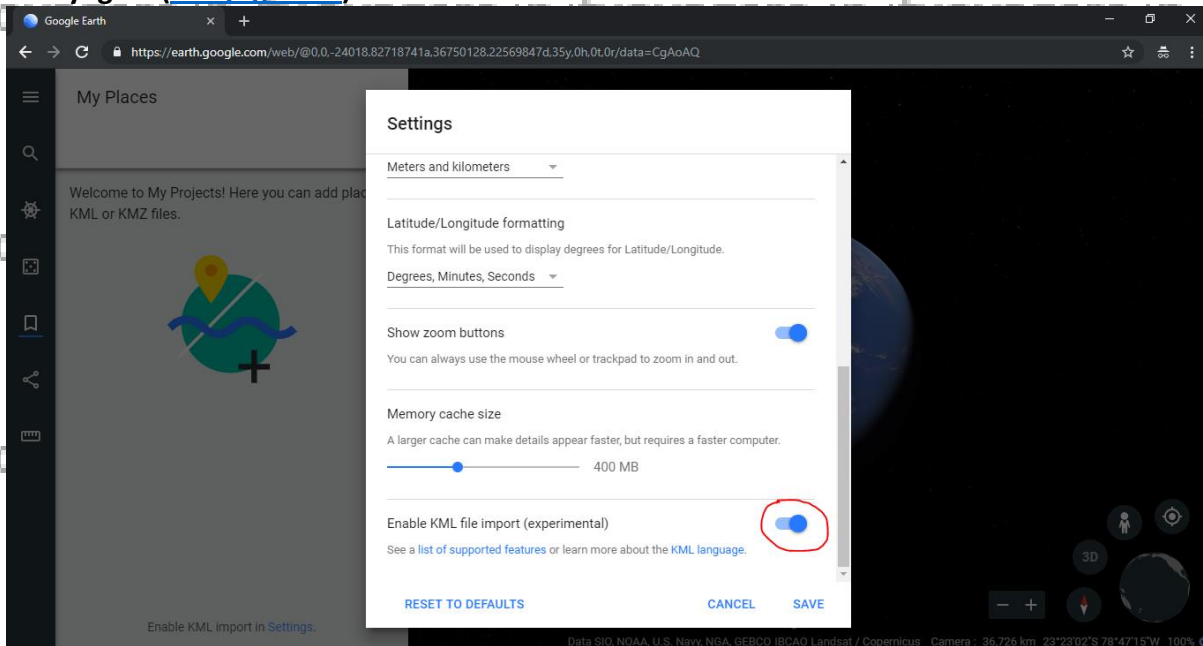 Google Earth
https://earth.google.com/web/@0,0,-24018.82718741a,36750128.22569847d,35y,0h,0t,0r/data=CgAoAQ
My Places
Welcome to My Projects! Here you can add plac
KML or KMZ files.
Enable KML import in Settings.
Settings
Meters and kilometers
Latitude/Longitude formatting
This format will be used to display degrees for Latitude/Longitude.
Degrees, Minutes, Seconds
Show zoom buttons
You can always use the mouse wheel or trackpad to zoom in and out.
Memory cache size
A larger cache can make details appear faster, but requires a faster computer.
400 MB
Enable KML file import (experimental)
See a list of supported features or learn more about the KML language.
RESET TO DEFAULTS CANCEL SAVE
3D
Data SIO, NOAA, U.S. Navy, NGA, GEBCO IBCAO Landsat / Copernicus Camera : 36,726 km 23°23'02"S 78°47'15"W 100%